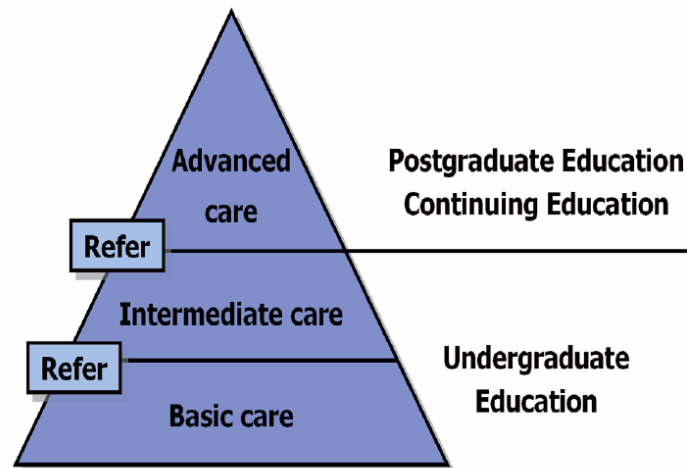 Advanced
care
Postgraduate Education
Continuing Education
Refer
Intermediate care
Refer
Undergraduate
Education
Basic care